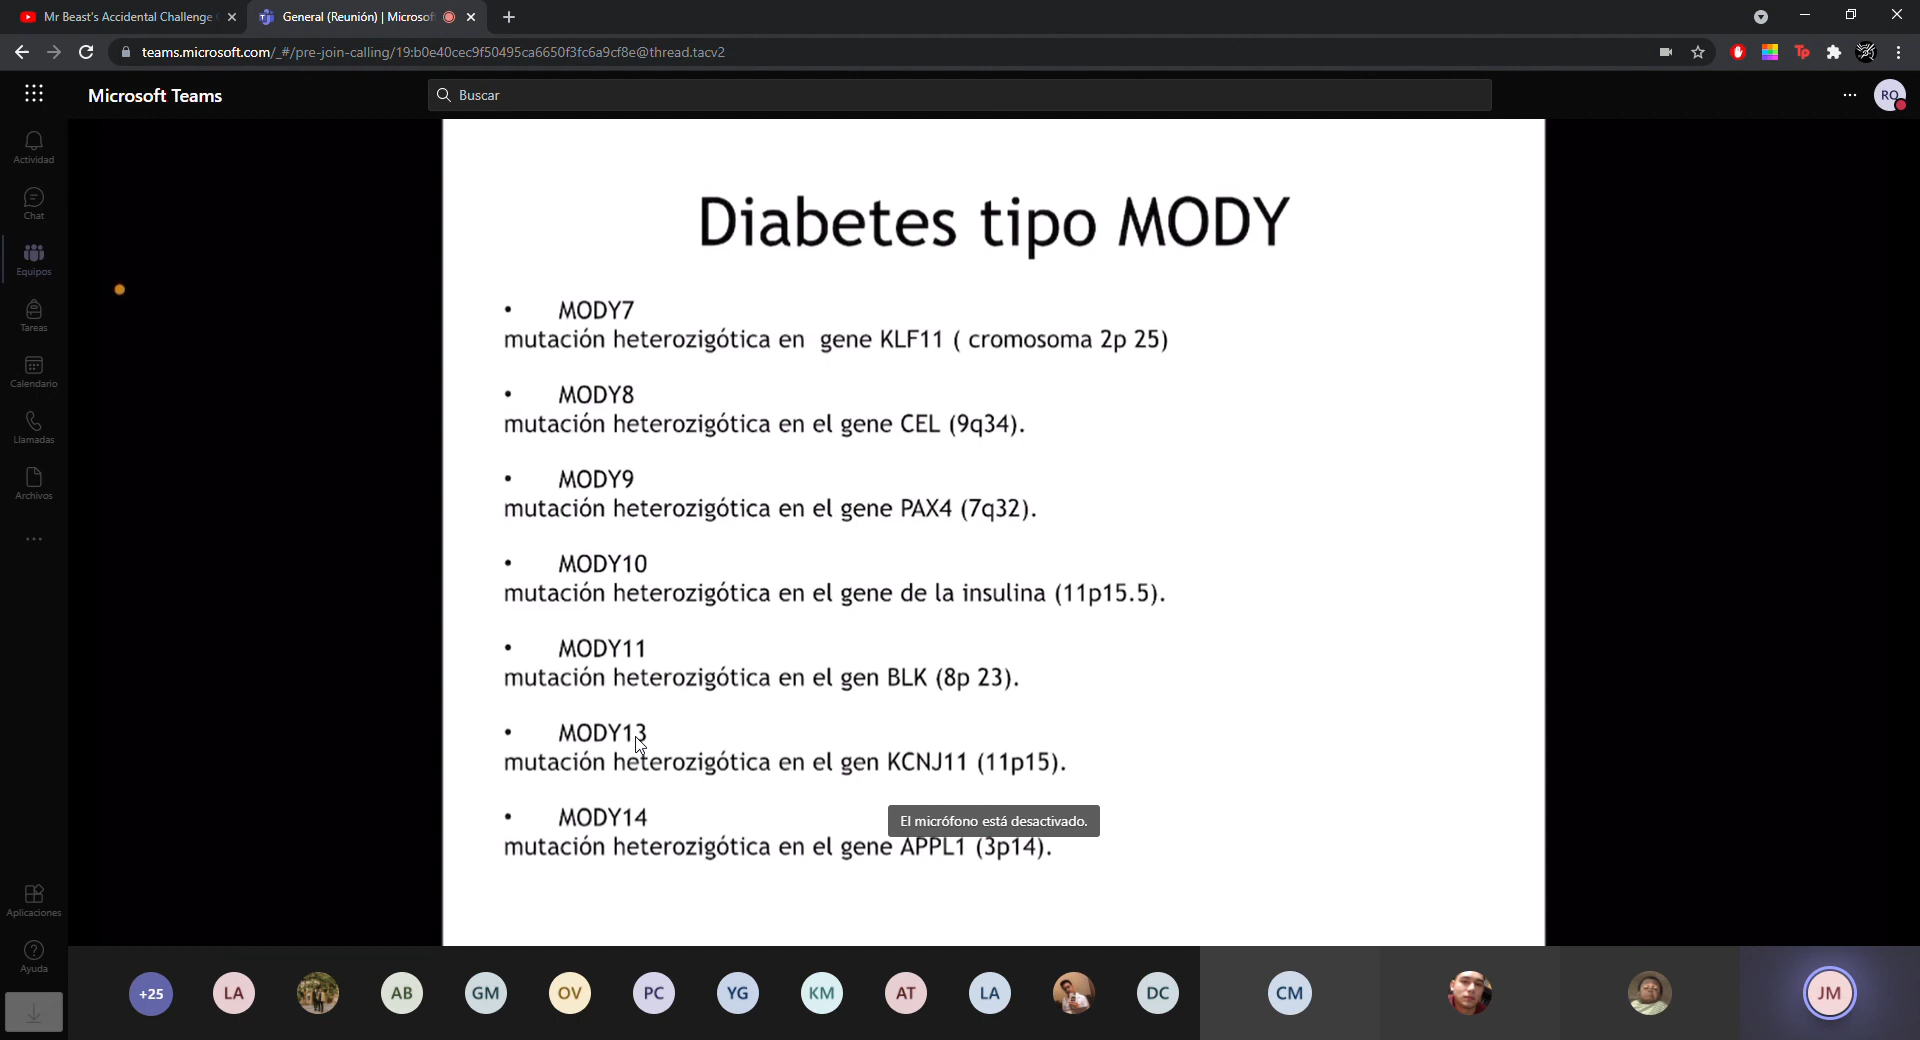 Mr Beast's Accidental Challenge
General (Reunión) | Microsof
teams.microsoft.com/_#/pre-join-calling/19:b0e40cec9f50495ca6650f3fc6a9cf8e@thread.tacv2
Tp
Microsoft Teams
Buscar
RO
Actividad
Chat
Equipos
Tareas
Calendario
Llamadas
Archivos
Aplicaciones
Ayuda
Diabetes tipo MODY
• MODY7
mutación heterozigótica en gene KLF11 ( cromosoma 2p 25)
• MODY8
mutación heterozigótica en el gene CEL (9q34).
• MODY9
mutación heterozigótica en el gene PAX4 (7q32).
• MODY10
mutación heterozigótica en el gene de la insulina (11p15.5).
• MODY11
mutación heterozigótica en el gen BLK (8p 23).
• MODY13
mutación heterozigótica en el gen KCNJ11 (11p15).
• MODY14
El micrófono está desactivado.
mutación heterozigótica en el gene APPL1 (3p14).
+25 LA AB GM OV PC YG KM AT LA DC CM JM